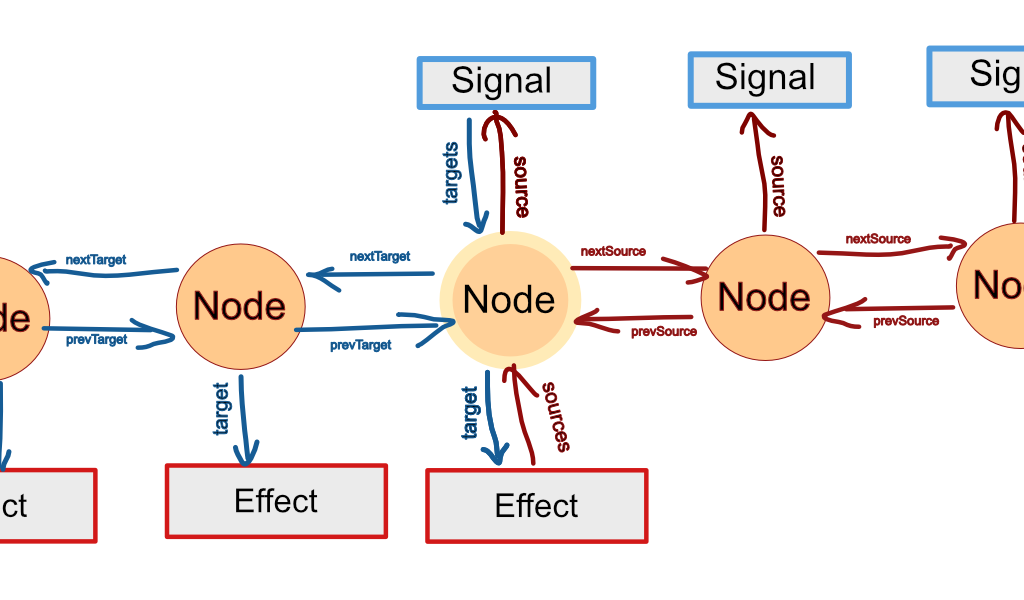 Signal
Signal
Sig
targets
source
source
nextTarget
nextTarget
nextSource
nextSource
de
Node
Node
Node
No
prevTarget
prevTarget
prevSource
prevSource
target
target
sources
ct
Effect
Effect